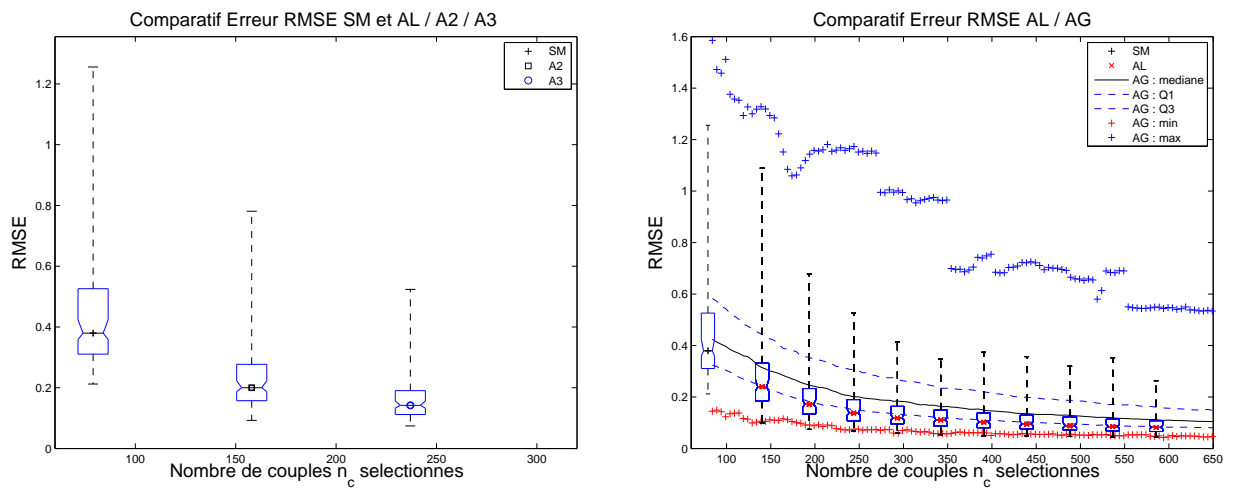 Comparatif Erreur RMSE SM et AL / A2 / A3
RMSE
1.2
1
0.8
0.6
0.4
0.2
0
100
150
200
250
300
Nombre de couples n_c selectionnes
SM
A2
A3
Comparatif Erreur RMSE AL / AG
RMSE
1.6
1.4
1.2
1
0.8
0.6
0.4
0.2
0
100
150
200
250
300
350
400
450
500
550
600
650
Nombre de couples n_c selectionnes
SM
AL
AG : mediane
AG : Q1
AG : Q3
AG : min
AG : max